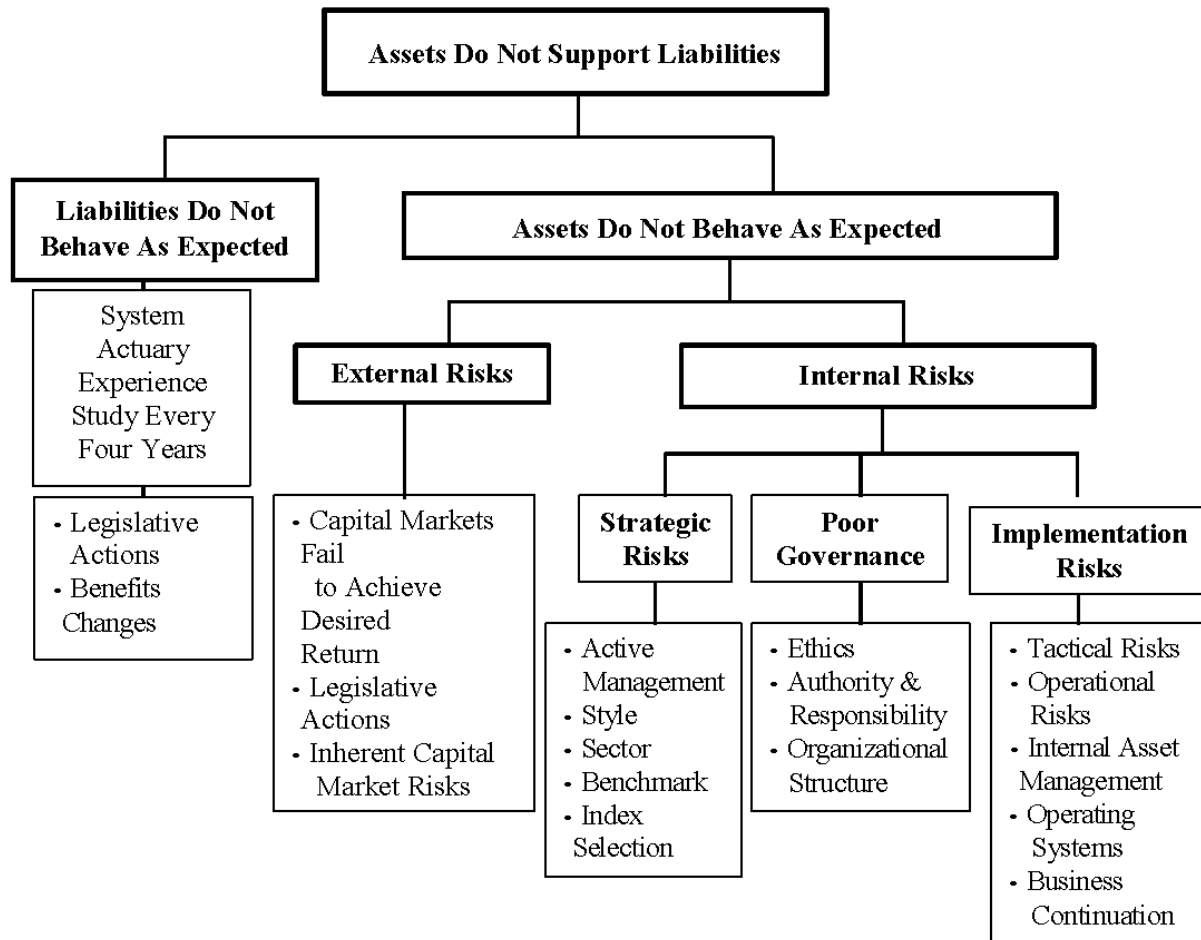 Assets Do Not Support Liabilities
Liabilities Do Not
Behave As Expected
Assets Do Not Behave As Expected
System
Actuary
Experience
Study Every
Four Years
• Legislative
Actions
• Benefits
Changes
External Risks
Internal Risks
• Capital Markets
Fail
to Achieve
Desired
Return
• Legislative
Actions
• Inherent Capital
Market Risks
Strategic
Risks
• Active
Management
• Style
• Sector
• Benchmark
• Index
Selection
Poor
Governance
• Ethics
• Authority &
Responsibility
• Organizational
Structure
Implementation
Risks
• Tactical Risks
• Operational
Risks
• Internal Asset
Management
• Operating
Systems
• Business
Continuation